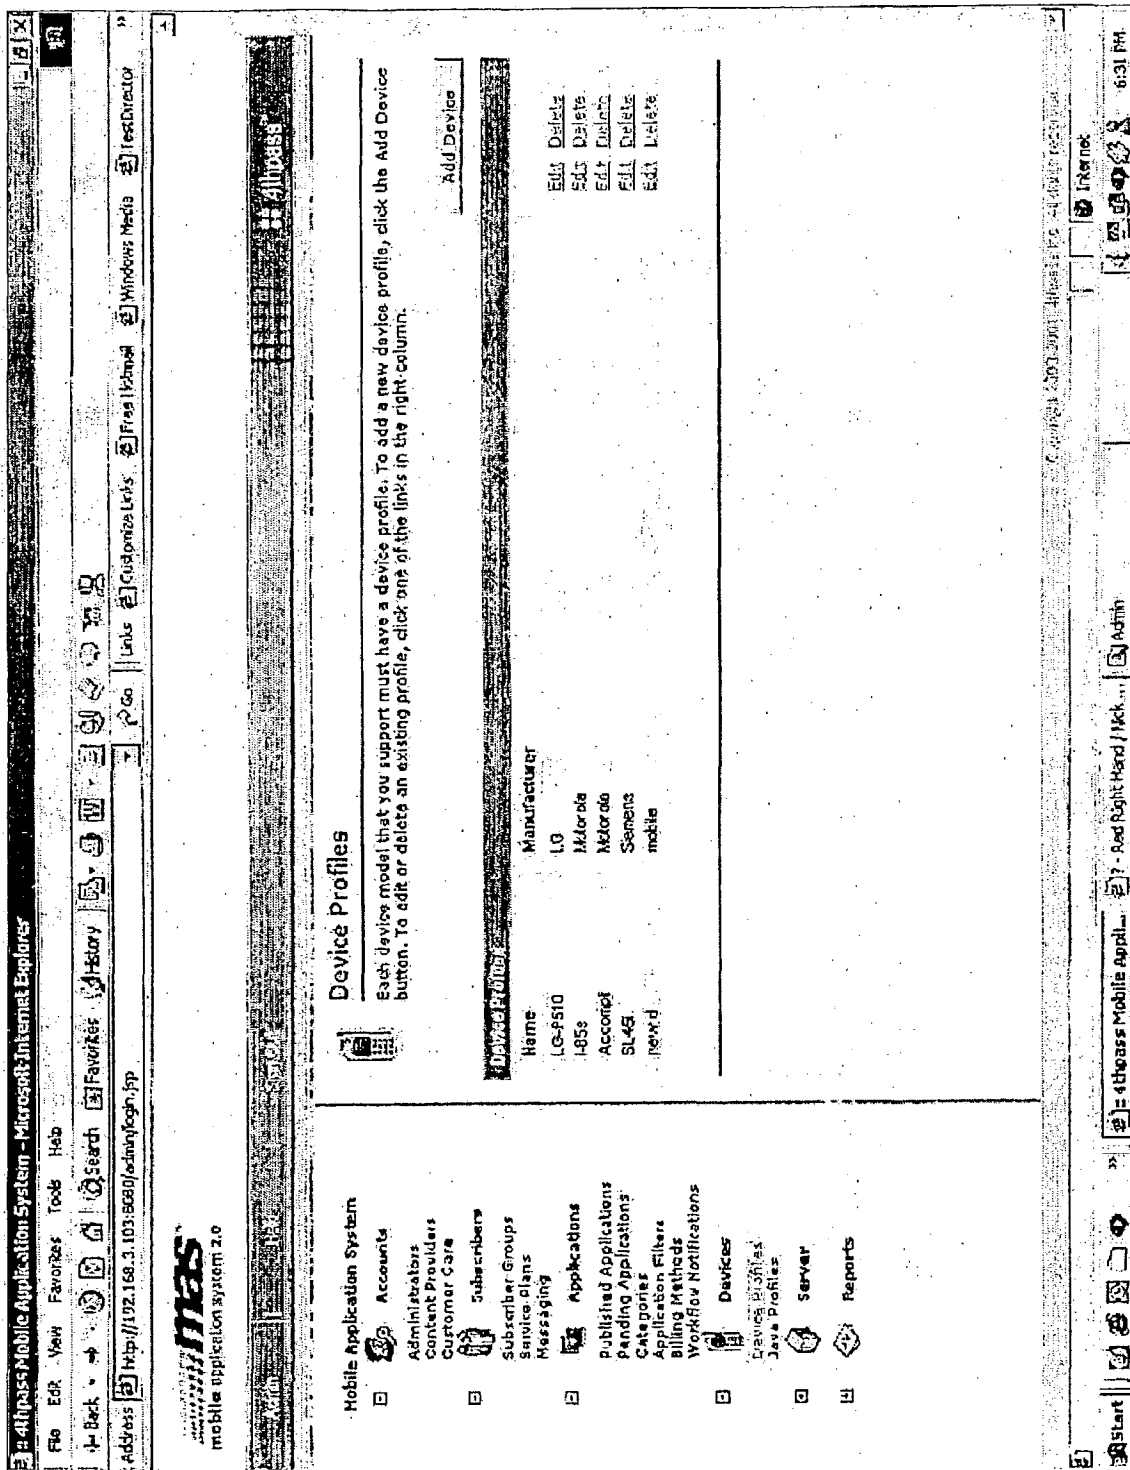 4thpass Mobile Application System - Microsoft Internet Explorer
File Edit View Favorites Tools Help
Back Search Favorites History
Address http://192.168.3.103:8080/admin/login.jsp Go Links Customize Links Free Hotmail Windows Media TestDirector
mas
mobile application system 2.0
4thpass
Mobile Application System
Accounts
Administrators
Content Providers
Customer Care
Subscribers
Subscriber Groups
Service Plans
Messaging
Applications
Published Applications
Pending Applications
Categories
Application Filters
Billing Methods
Workflow Notifications
Devices
Device Profiles
Java Profiles
Server
Reports
Device Profiles
Each device model that you support must have a device profile. To add a new device profile, click the Add Device
button. To edit or delete an existing profile, click one of the links in the right column.
Add Device
Device Profiles
Name Manufacturer
LG-P510 LG Edit Delete
I-85s Motorola Edit Delete
Accompli Motorola Edit Delete
SL45i Siemens Edit Delete
mobile Edit Delete
Internet
Start 4thpass Mobile Appli... ? - Red Right Hand / Nick ... Admin 6:31 PM